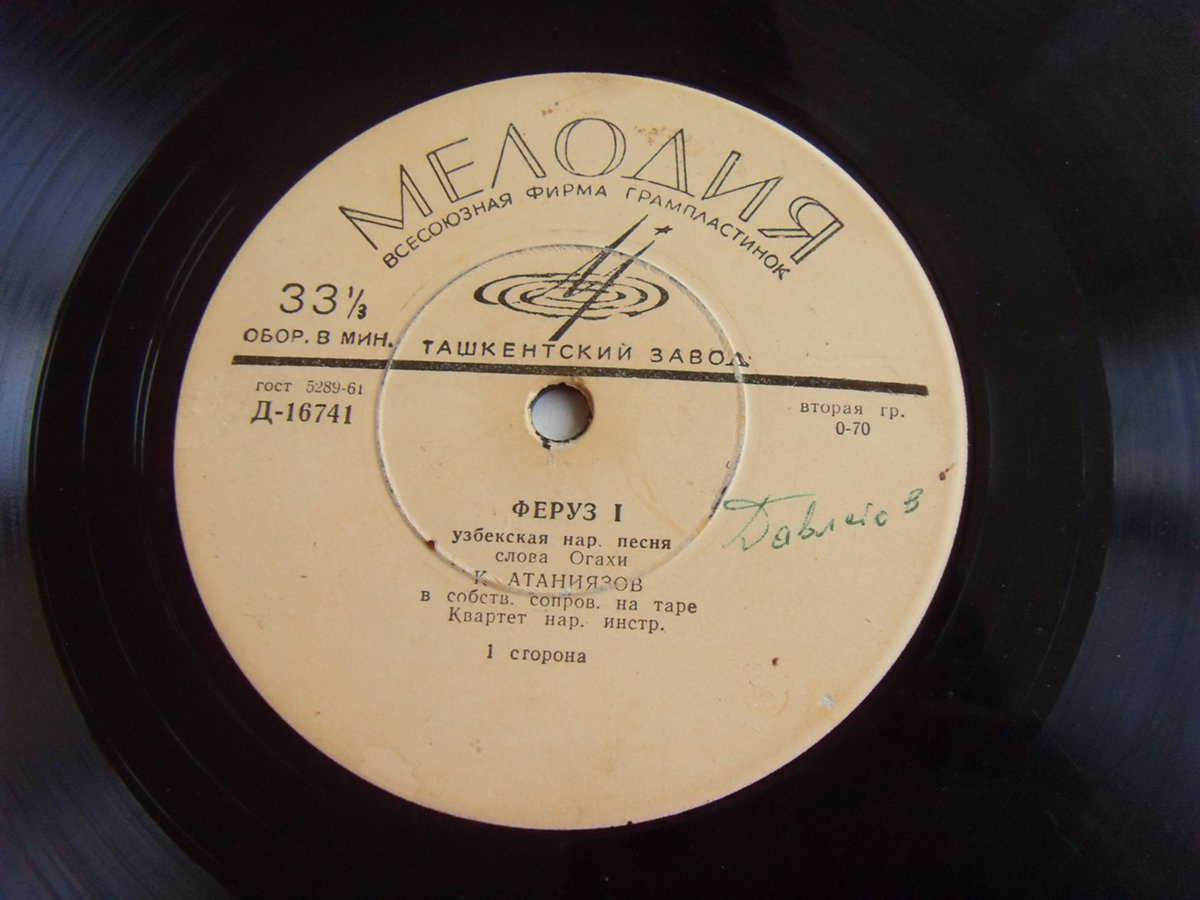 МЕЛОДИЯ
ВСЕСОЮЗНАЯ ФИРМА ГРАМПЛАСТИНОК
33⅓
ОБОР. В МИН.
ТАШКЕНТСКИЙ ЗАВОД
гост 5289-61
Д-16741
вторая гр.
0-70
ФЕРУЗ I
узбекская нар. песня
слова Огахи
К АТАНИЯЗОВ
в собств. сопров. на таре
Квартет нар. инстр.
1 сторона
Давлетов